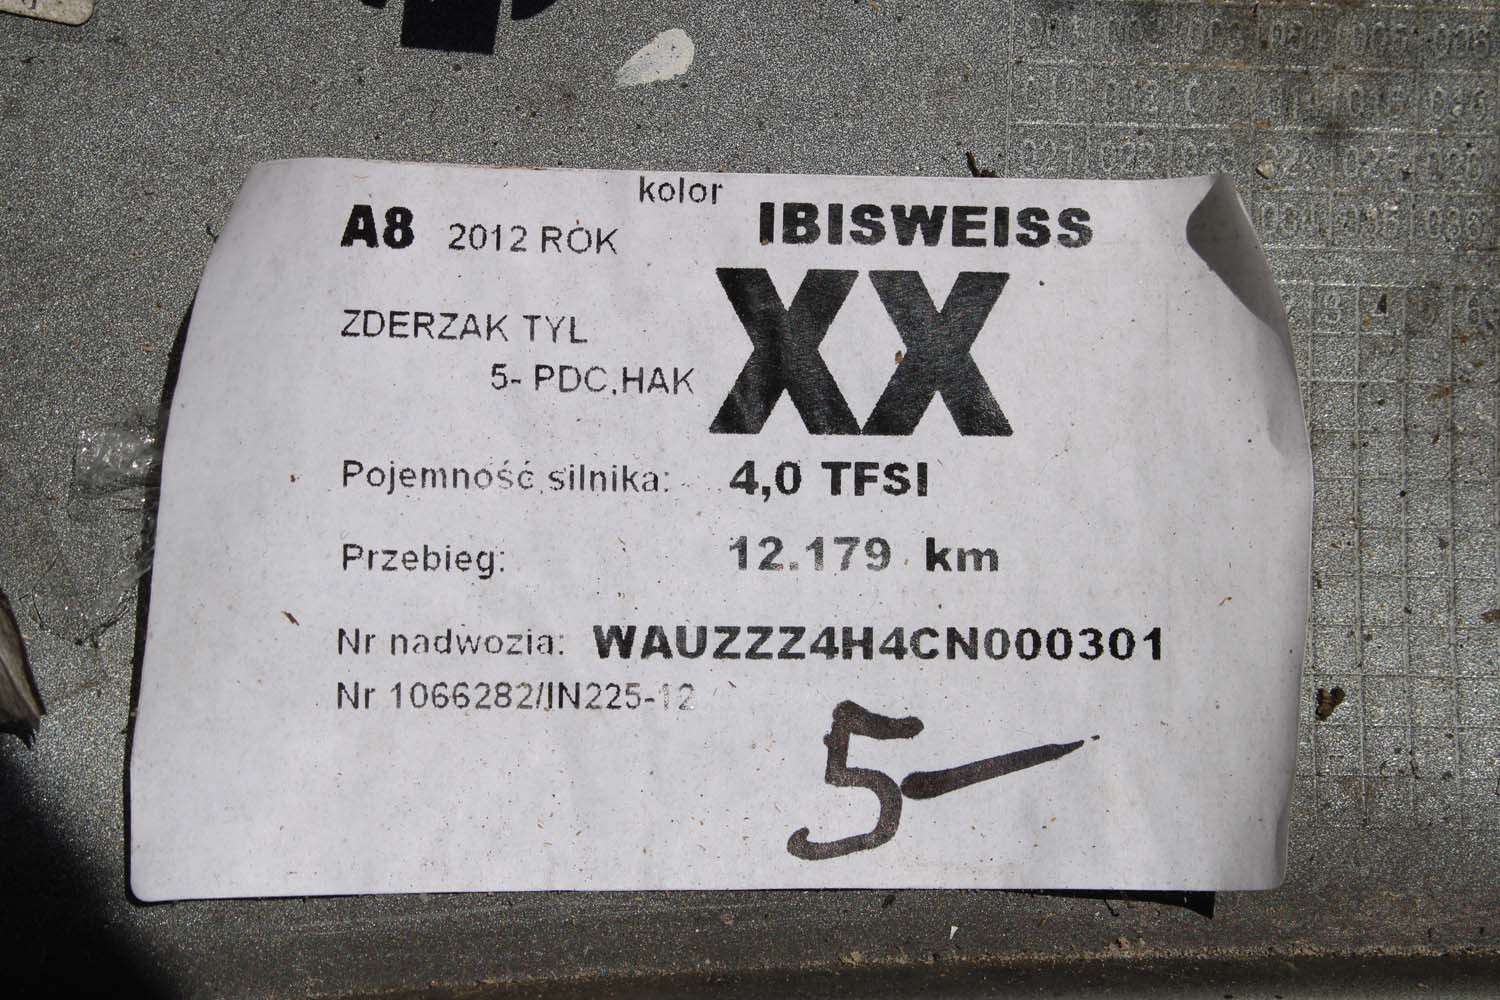 kolor
A8 2012 ROK IBISWEISS
XX
ZDERZAK TYL
5- PDC,HAK
Pojemność silnika: 4,0 TFSI
Przebieg: 12.179 km
Nr nadwozia: WAUZZZ4H4CN000301
Nr 1066282/IN225-12
5-